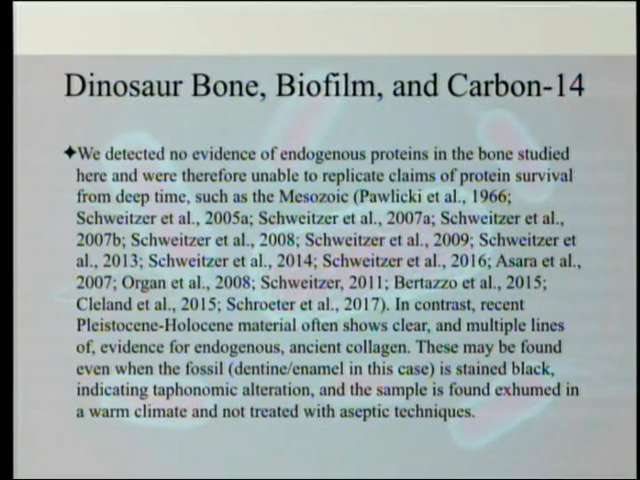 Dinosaur Bone, Biofilm, and Carbon-14
✦We detected no evidence of endogenous proteins in the bone studied
here and were therefore unable to replicate claims of protein survival
from deep time, such as the Mesozoic (Pawlicki et al., 1966;
Schweitzer et al., 2005a; Schweitzer et al., 2007a; Schweitzer et al.,
2007b; Schweitzer et al., 2008; Schweitzer et al., 2009; Schweitzer et
al., 2013; Schweitzer et al., 2014; Schweitzer et al., 2016; Asara et al.,
2007; Organ et al., 2008; Schweitzer, 2011; Bertazzo et al., 2015;
Cleland et al., 2015; Schroeter et al., 2017). In contrast, recent
Pleistocene-Holocene material often shows clear, and multiple lines
of, evidence for endogenous, ancient collagen. These may be found
even when the fossil (dentine/enamel in this case) is stained black,
indicating taphonomic alteration, and the sample is found exhumed in
a warm climate and not treated with aseptic techniques.